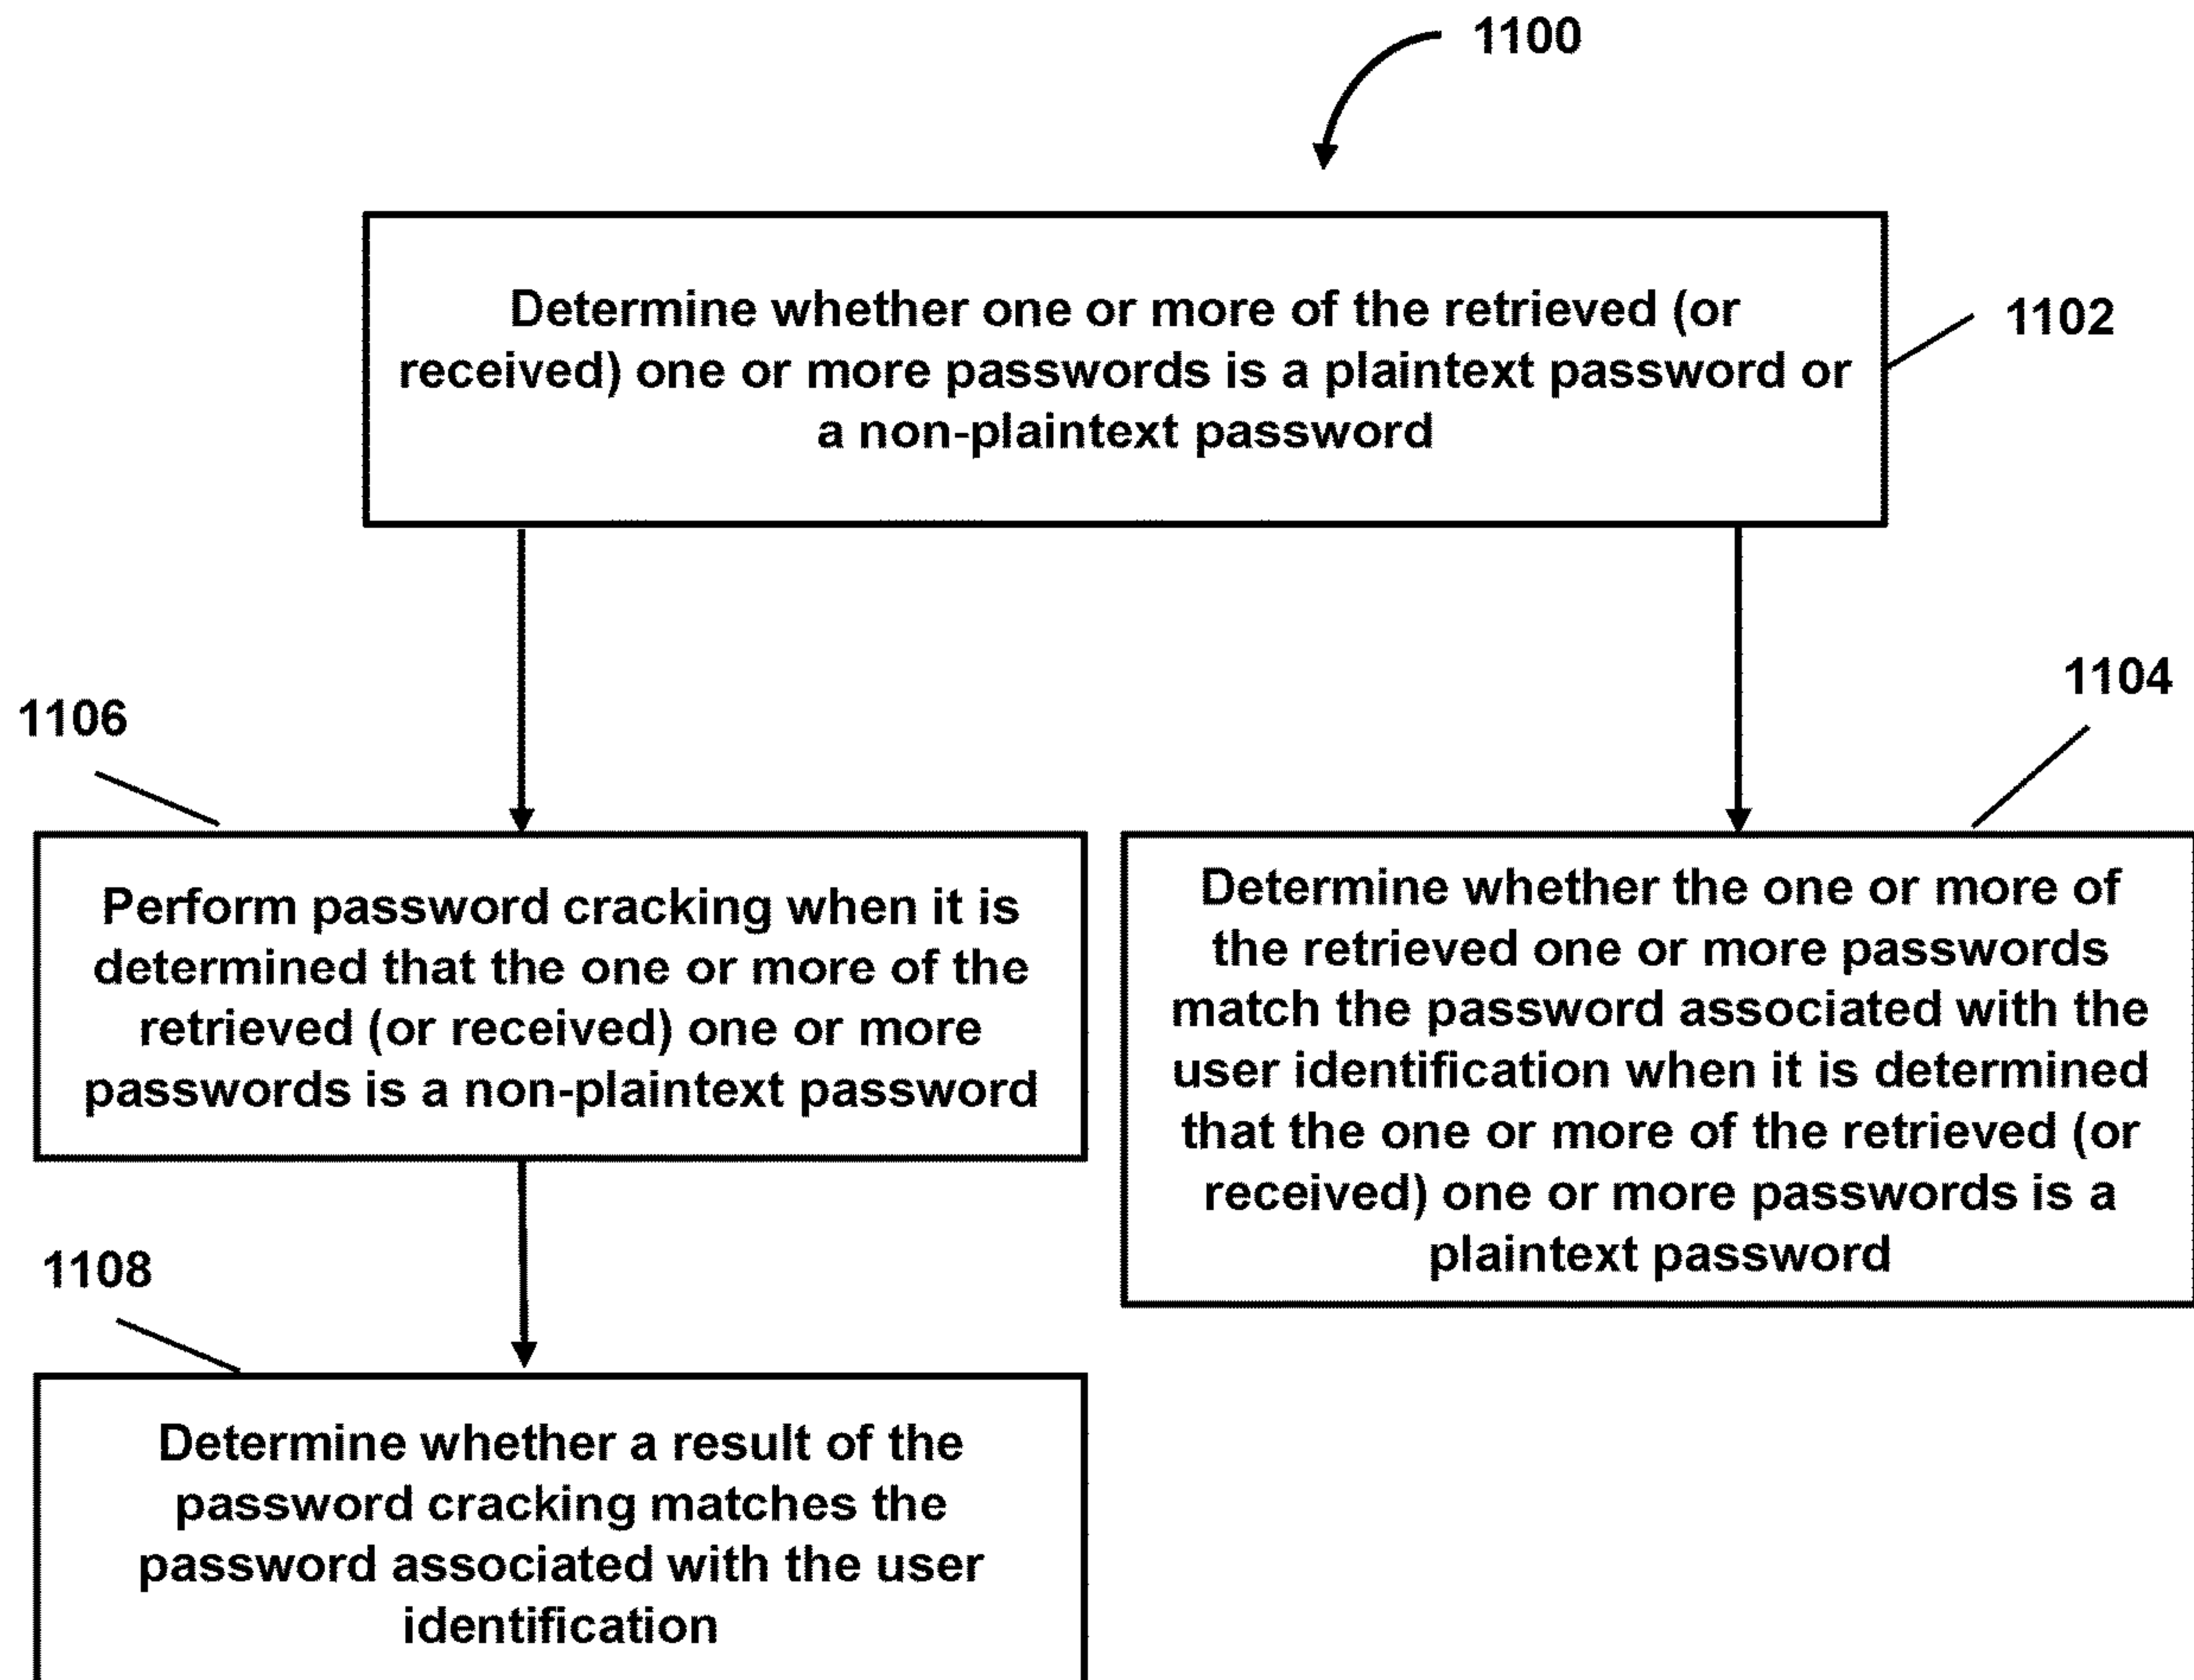 1100
Determine whether one or more of the retrieved (or
received) one or more passwords is a plaintext password or
a non-plaintext password
1102
1106
Perform password cracking when it is
determined that the one or more of the
retrieved (or received) one or more
passwords is a non-plaintext password
1104
Determine whether the one or more of
the retrieved one or more passwords
match the password associated with the
user identification when it is determined
that the one or more of the retrieved (or
received) one or more passwords is a
plaintext password
1108
Determine whether a result of the
password cracking matches the
password associated with the user
identification